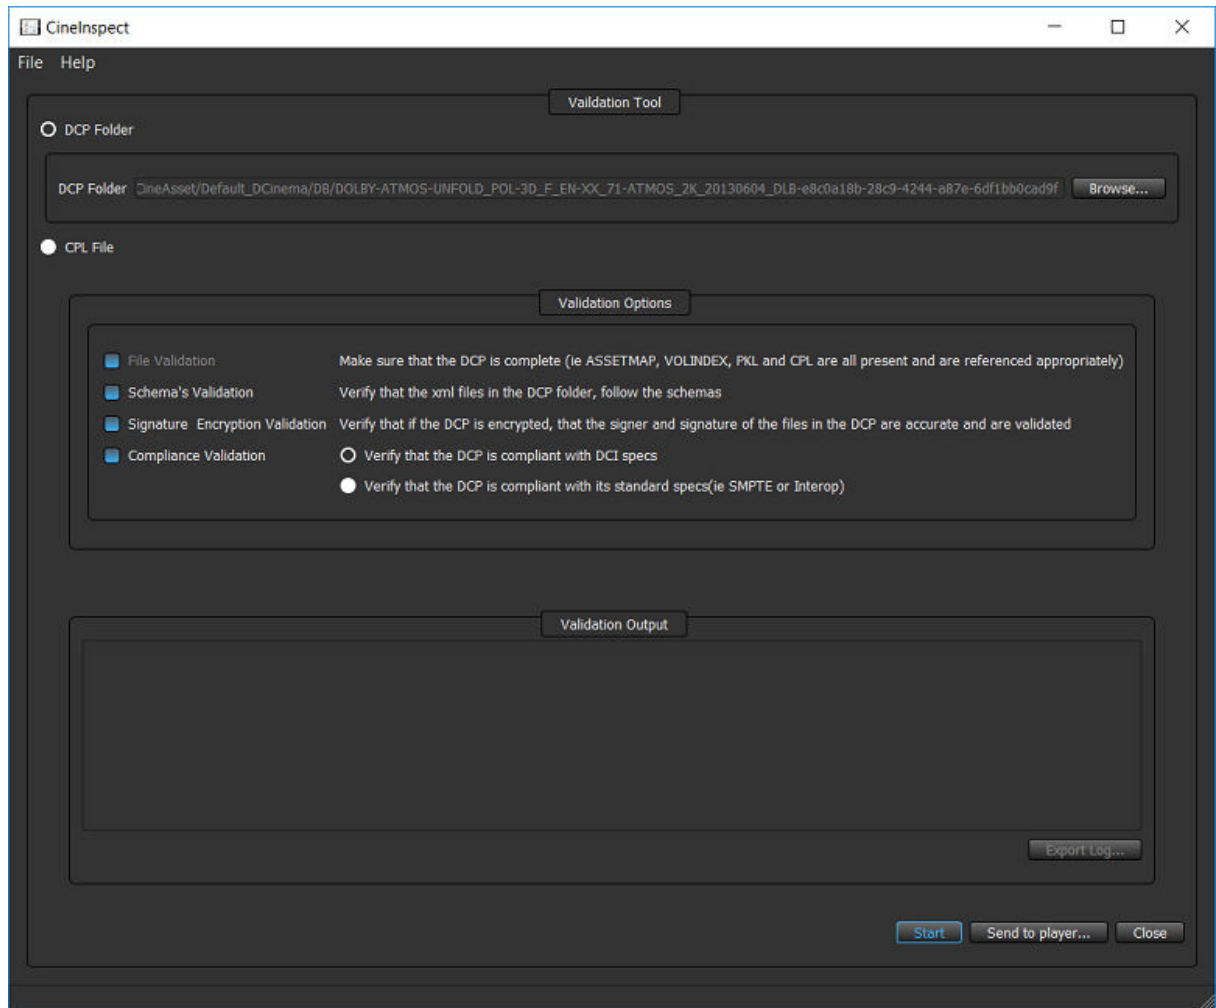 CineInspect
File Help
Vaildation Tool
DCP Folder
DCP Folder CineAsset/Default_DCinema/DB/DOLBY-ATMOS-UNFOLD_POL-3D_F_EN-XX_71-ATMOS_2K_20130604_DLB-e8c0a18b-28c9-4244-a87e-6df1bb0cad9f Browse...
CPL File
Validation Options
File Validation Make sure that the DCP is complete (ie ASSETMAP, VOLINDEX, PKL and CPL are all present and are referenced appropriately)
Schema's Validation Verify that the xml files in the DCP folder, follow the schemas
Signature Encryption Validation Verify that if the DCP is encrypted, that the signer and signature of the files in the DCP are accurate and are validated
Compliance Validation Verify that the DCP is compliant with DCI specs
Verify that the DCP is compliant with its standard specs(ie SMPTE or Interop)
Validation Output
Export Log...
Start Send to player... Close